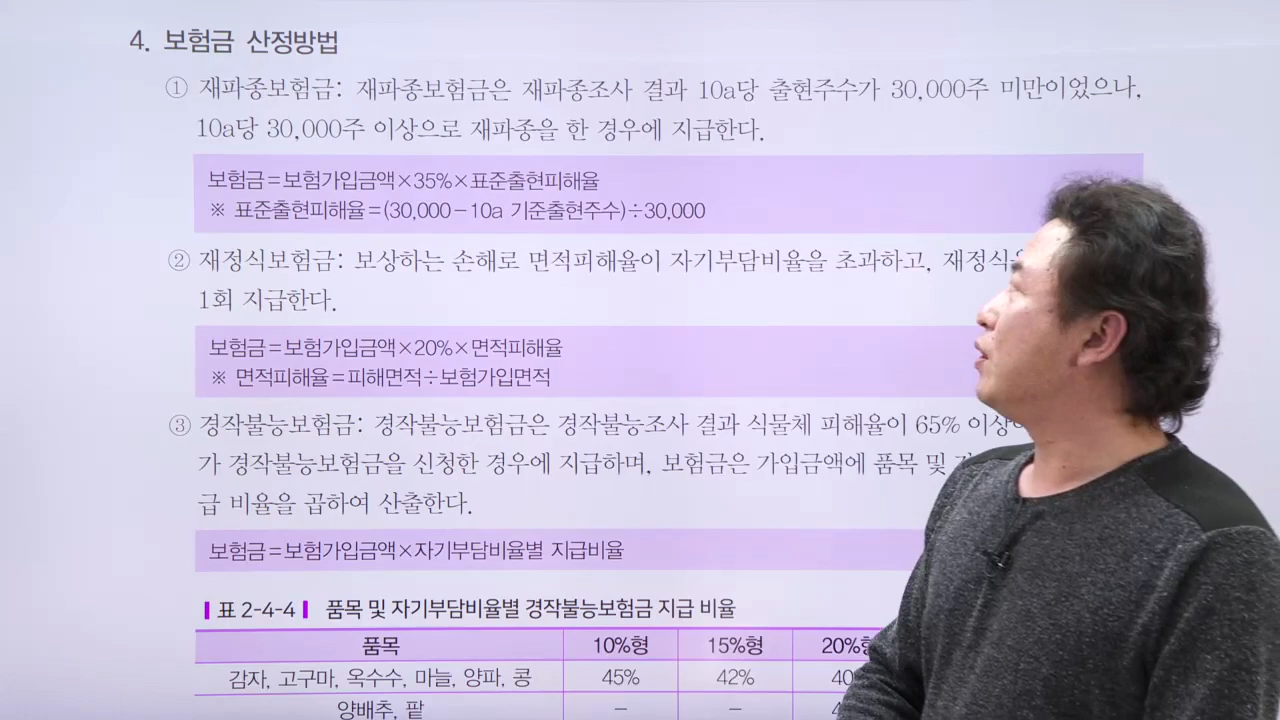 4. 보험금 산정방법
① 재파종보험금: 재파종보험금은 재파종조사 결과 10a당 출현주수가 30,000주 미만이었으나,
10a당 30,000주 이상으로 재파종을 한 경우에 지급한다.
보험금=보험가입금액×35%×표준출현피해율
※ 표준출현피해율=(30,000-10a 기준출현주수)÷30,000
② 재정식보험금: 보상하는 손해로 면적피해율이 자기부담비율을 초과하고, 재정식을
1회 지급한다.
보험금=보험가입금액×20%×면적피해율
※ 면적피해율=피해면적÷보험가입면적
③ 경작불능보험금: 경작불능보험금은 경작불능조사 결과 식물체 피해율이 65% 이상
가 경작불능보험금을 신청한 경우에 지급하며, 보험금은 가입금액에 품목 및
급 비율을 곱하여 산출한다.
보험금=보험가입금액×자기부담비율별 지급비율
표 2-4-4 품목 및 자기부담비율별 경작불능보험금 지급 비율
품목 10%형 15%형 20%형
감자, 고구마, 옥수수, 마늘, 양파, 콩 45% 42% 40
양배추, 팥 - - 4